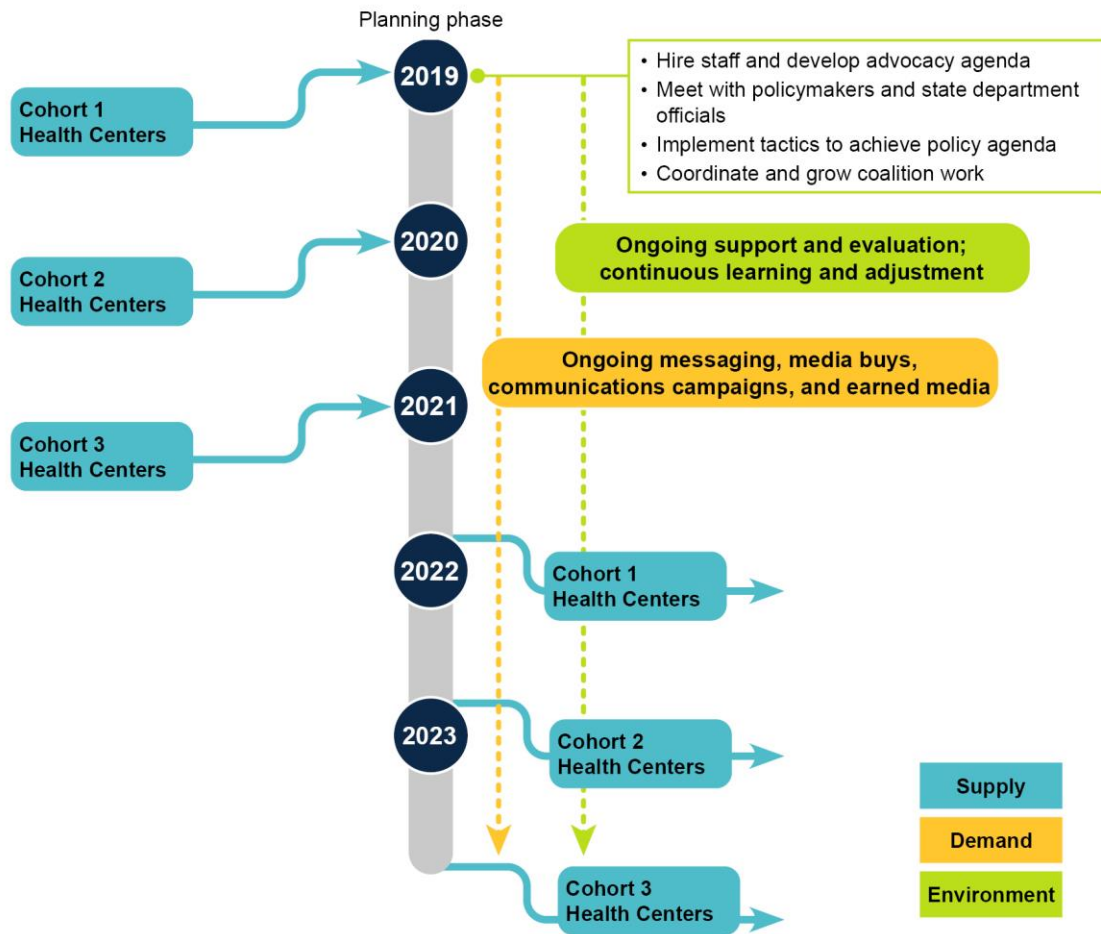 Planning phase
2019
• Hire staff and develop advocacy agenda
• Meet with policymakers and state department
officials
• Implement tactics to achieve policy agenda
• Coordinate and grow coalition work
Cohort 1
Health Centers
2020
Ongoing support and evaluation;
continuous learning and adjustment
Cohort 2
Health Centers
Ongoing messaging, media buys,
communications campaigns, and earned media
2021
Cohort 3
Health Centers
2022
Cohort 1
Health Centers
2023
Cohort 2
Health Centers
Cohort 3
Health Centers
Supply
Demand
Environment